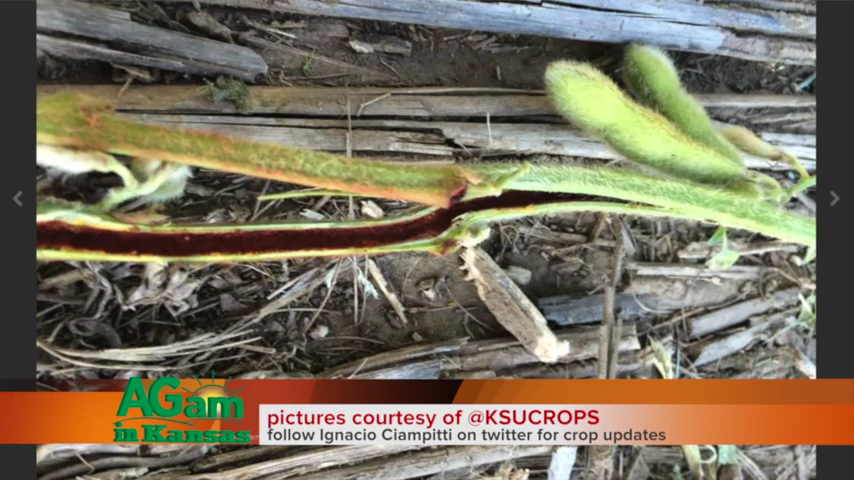 AGam
in Kansas
pictures courtesy of @KSUCROPS
follow Ignacio Ciampitti on twitter for crop updates